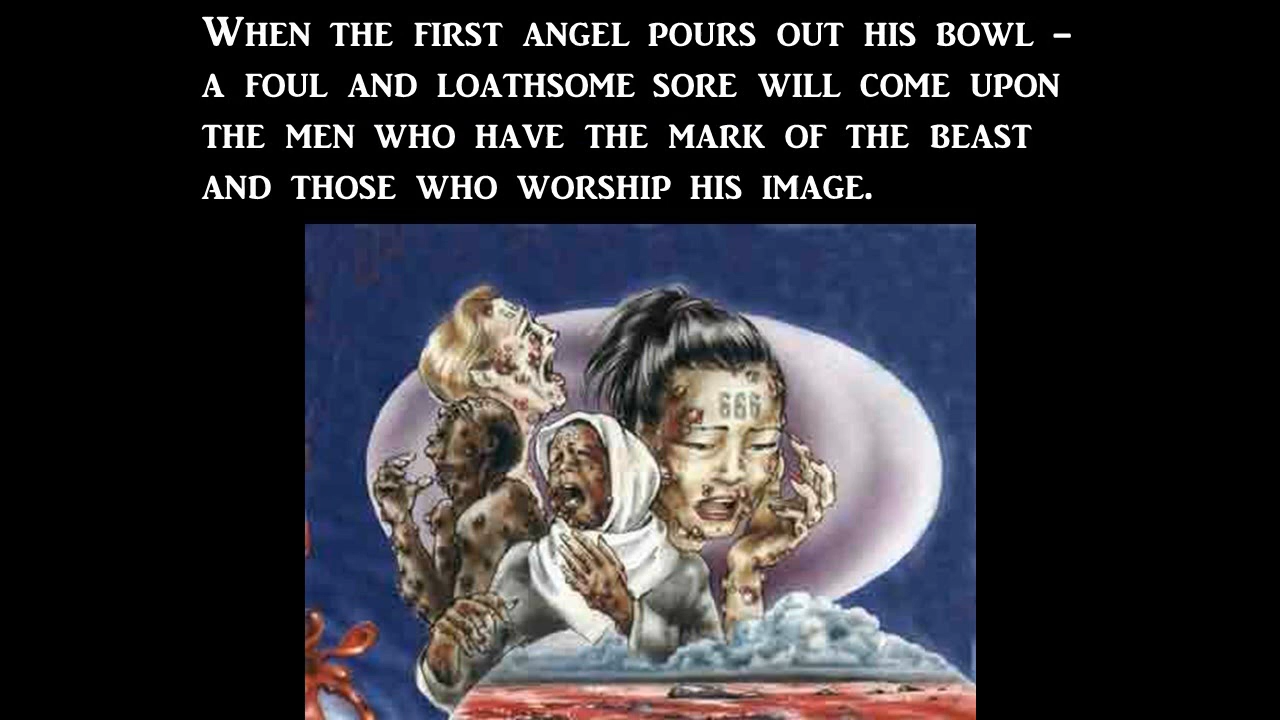 When the first angel pours out his bowl –
a foul and loathsome sore will come upon
the men who have the mark of the beast
and those who worship his image.
666